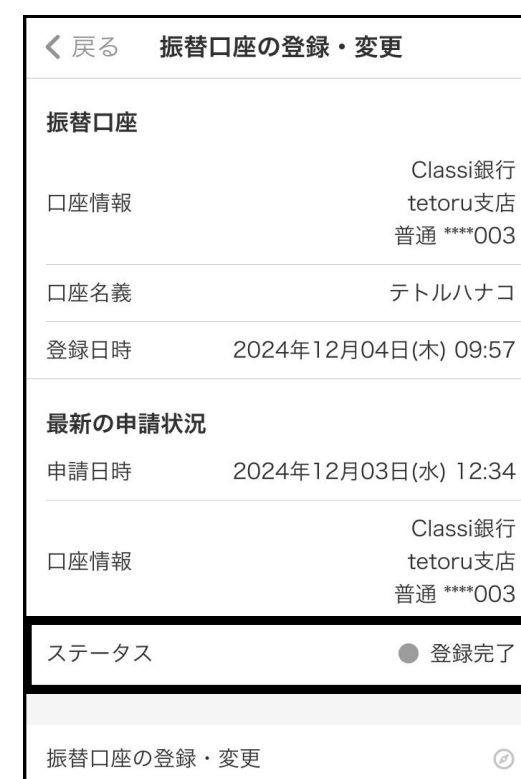 戻る 振替口座の登録・変更
振替口座
Classi銀行
口座情報 tetoru支店
普通 ****003
口座名義 テトルハナコ
登録日時 2024年12月04日(木) 09:57
最新の申請状況
申請日時 2024年12月03日(水) 12:34
Classi銀行
口座情報 tetoru支店
普通 ****003
ステータス 登録完了
振替口座の登録・変更